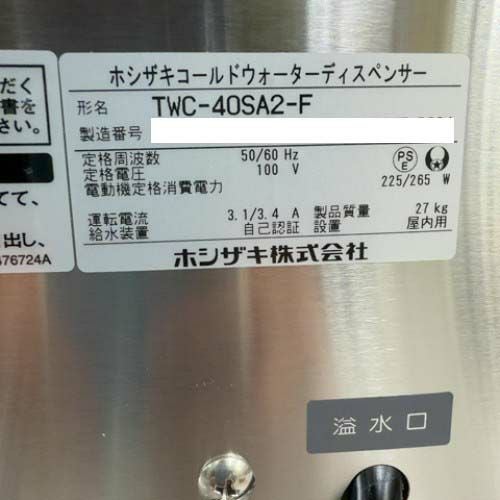 だく
書を
さい。
てて、
出し、
476724A
ホシザキコールドウォーターディスペンサー
形名 TWC-40SA2-F
製造番号
定格周波数 50/60 Hz
定格電圧 100 V
電動機定格消費電力 225/265 W
PS
E
運転電流 3.1/3.4 A 製品質量 27 kg
給水装置 自己認証 設置 屋内用
ホシザキ株式会社
溢水口